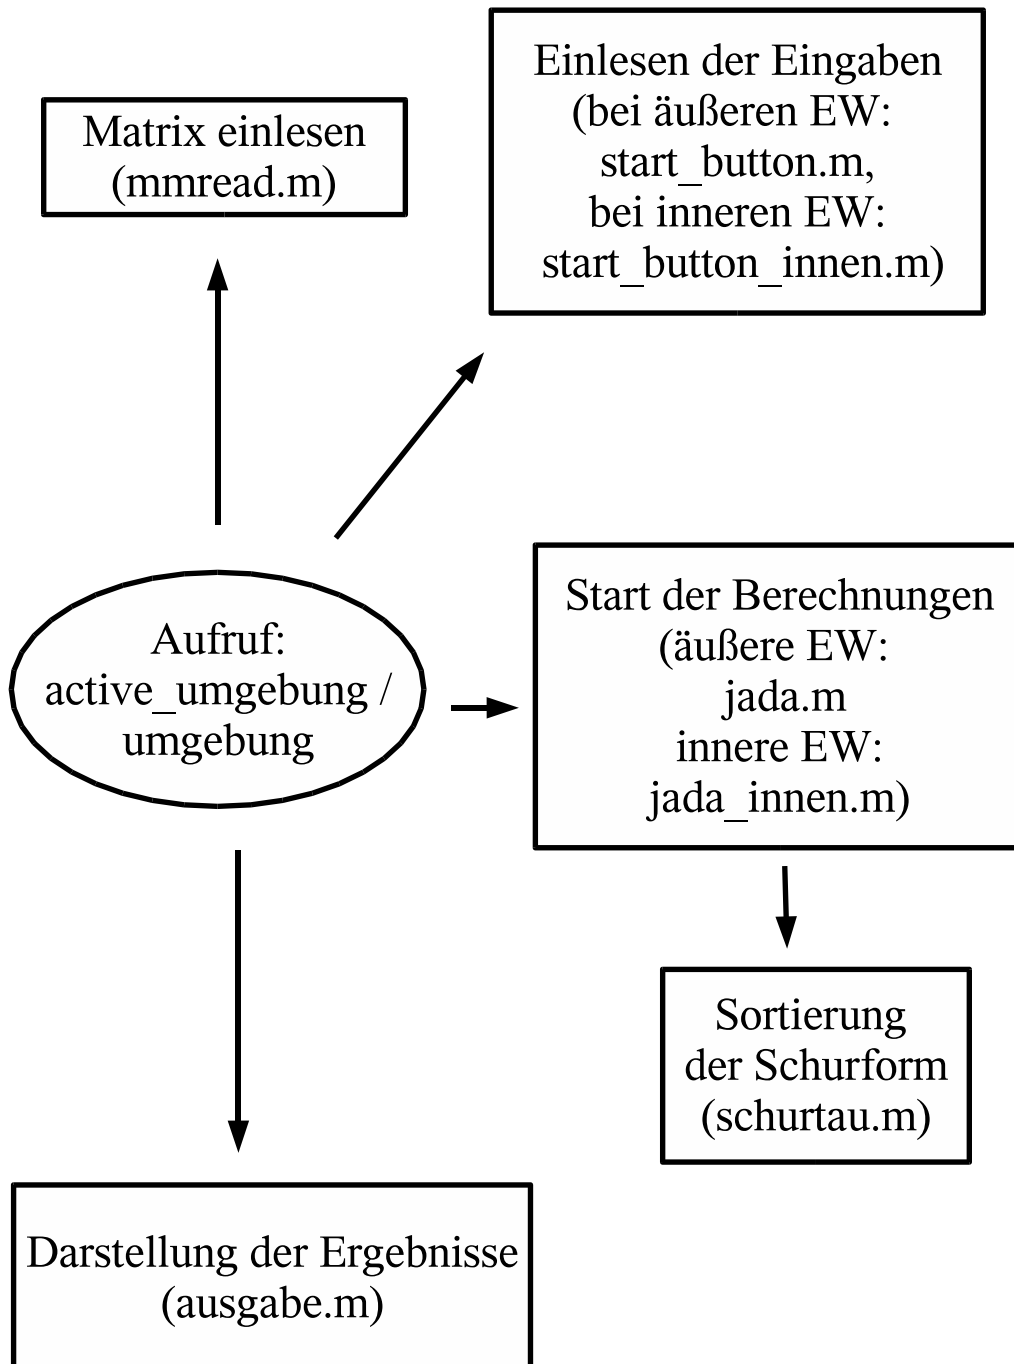 Matrix einlesen
(mmread.m)
Einlesen der Eingaben
(bei äußeren EW:
start_button.m,
bei inneren EW:
start_button_innen.m)
Aufruf:
active_umgebung /
umgebung
Start der Berechnungen
(äußere EW:
jada.m
innere EW:
jada_innen.m)
Sortierung
der Schurform
(schurtau.m)
Darstellung der Ergebnisse
(ausgabe.m)